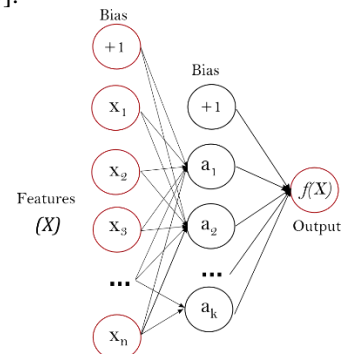 ].
Bias
+1
x1
x2
Features
(X)
x3
...
xn
Bias
+1
a1
a2
...
ak
f(X)
Output